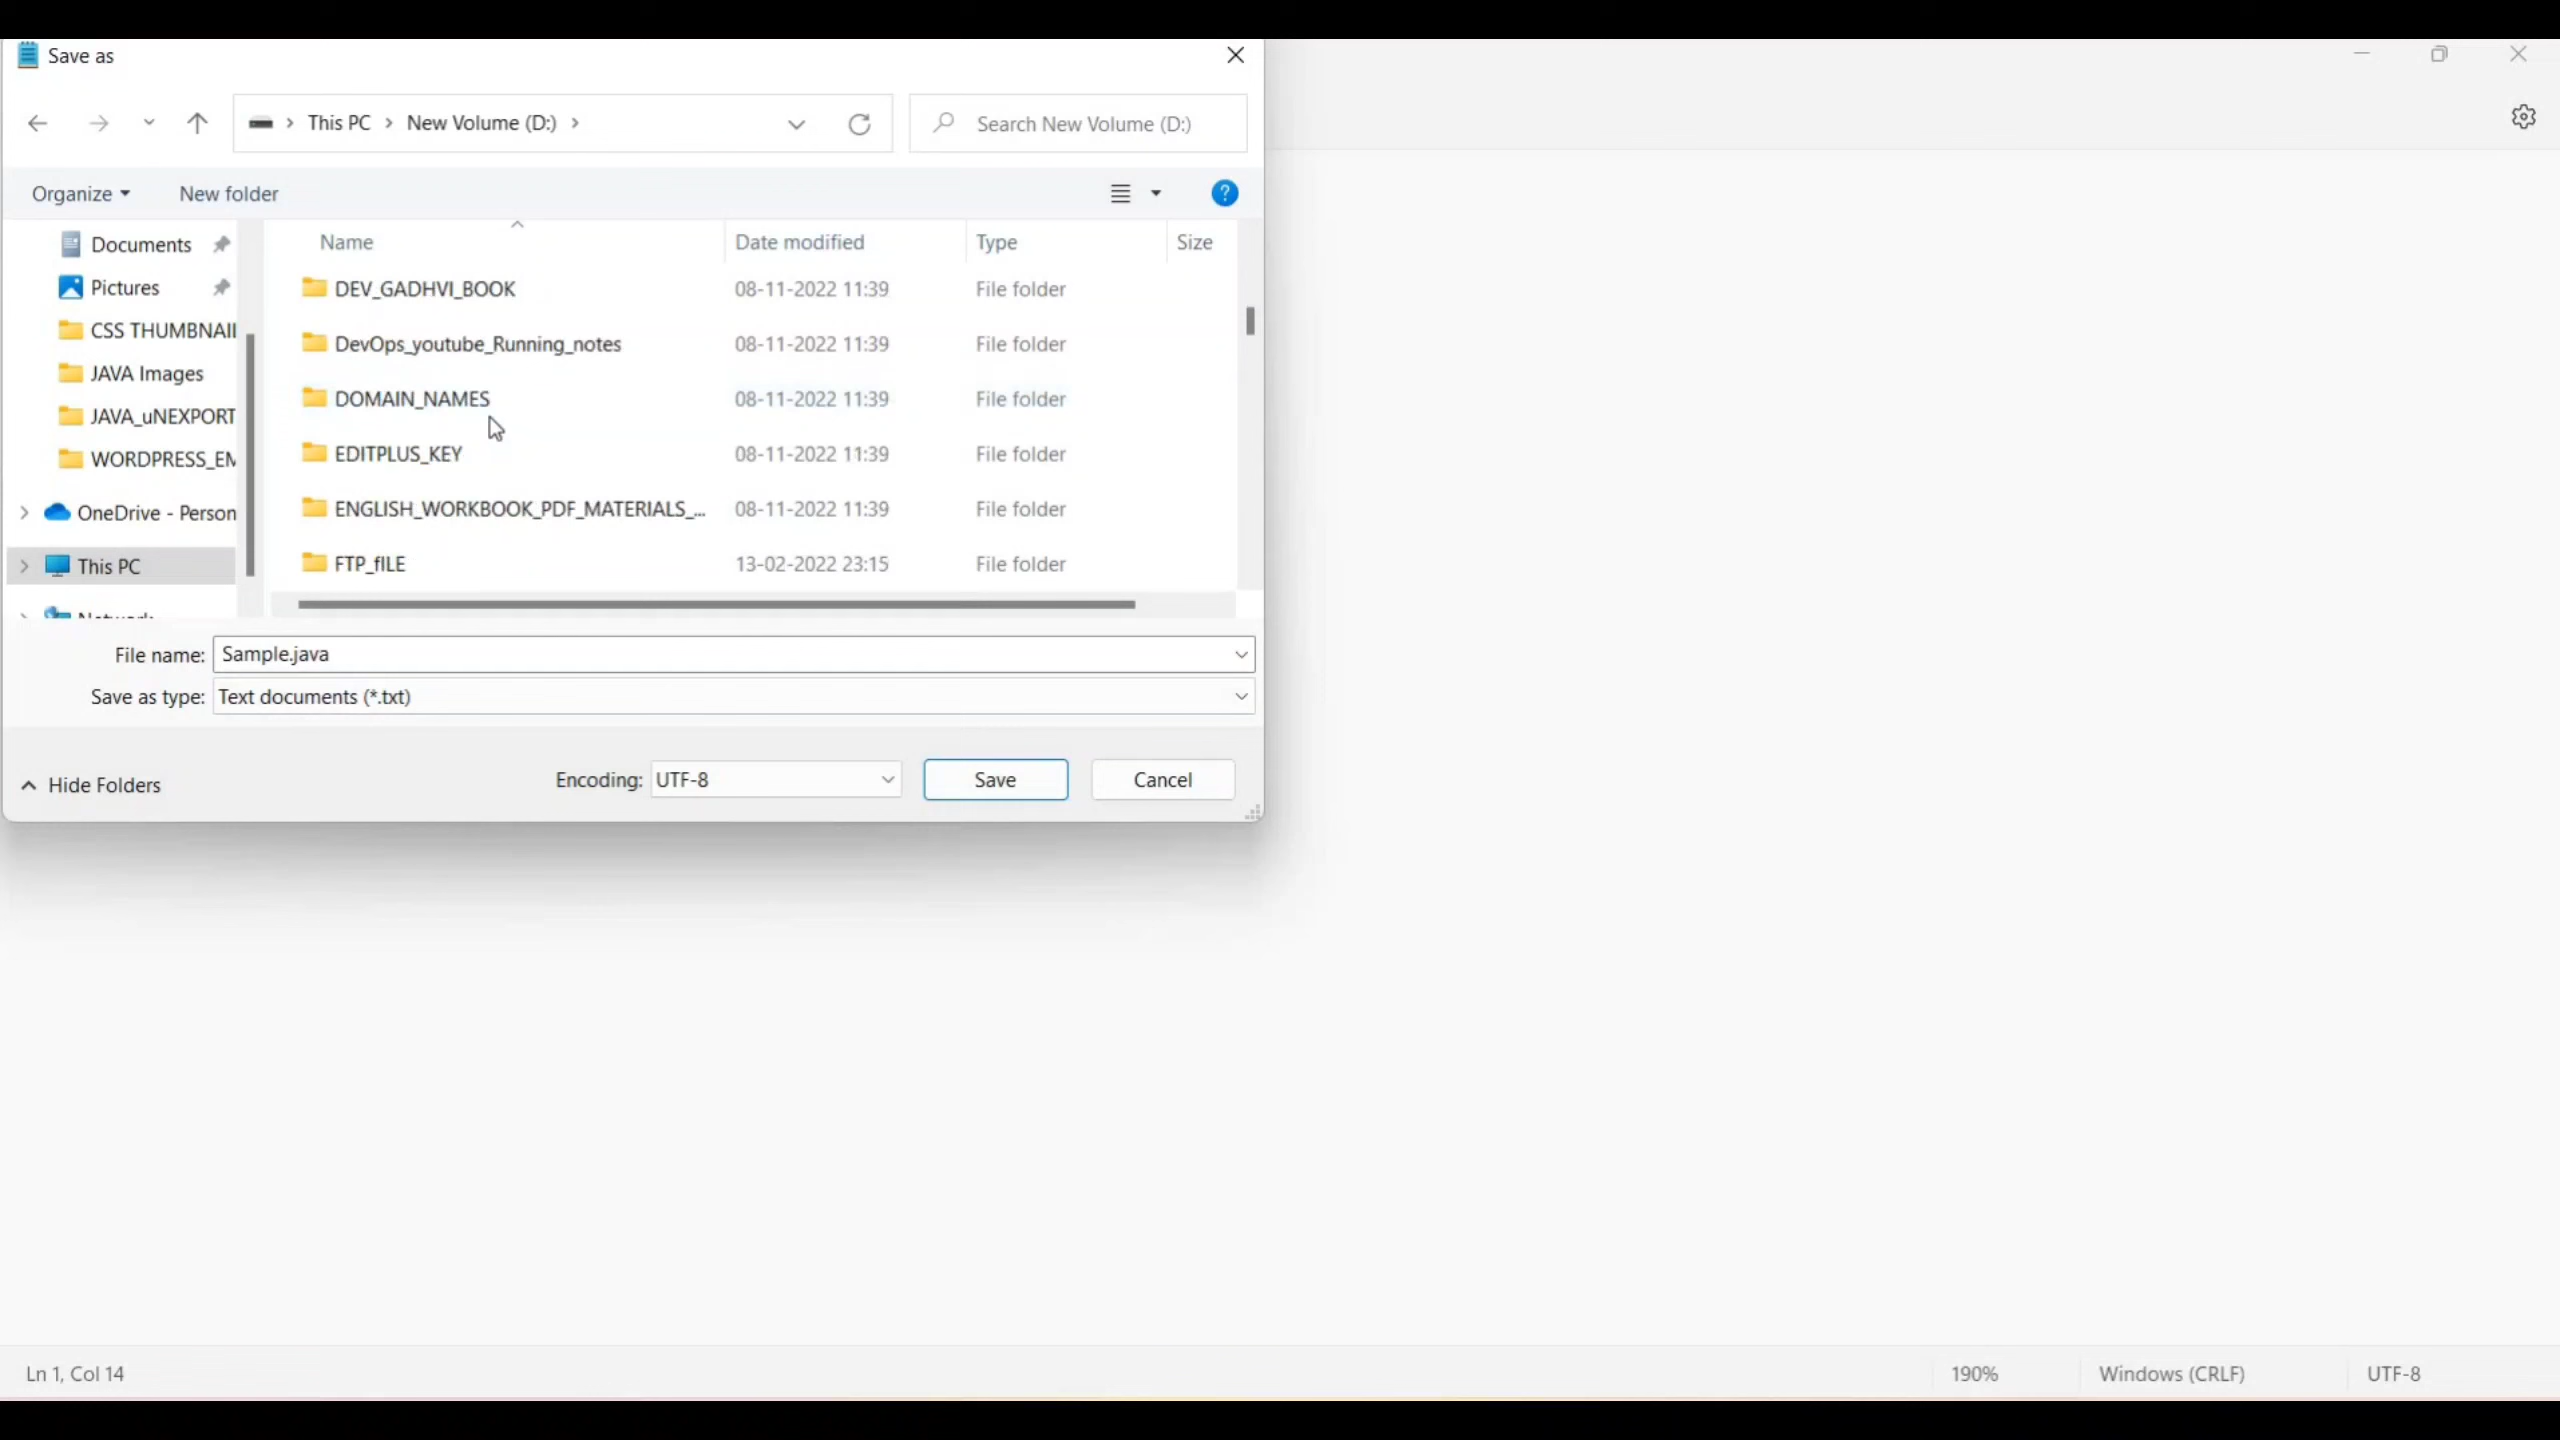 Save as
This PC > New Volume (D:) >
Search New Volume (D:)
Organize
New folder
Documents
Pictures
CSS THUMBNAIL
JAVA Images
JAVA_uNEXPORT
WORDPRESS_EM
OneDrive - Person
This PC
Name Date modified Type Size
DEV_GADHVI_BOOK 08-11-2022 11:39 File folder
DevOps_youtube_Running_notes 08-11-2022 11:39 File folder
DOMAIN_NAMES 08-11-2022 11:39 File folder
EDITPLUS_KEY 08-11-2022 11:39 File folder
ENGLISH_WORKBOOK_PDF_MATERIALS_... 08-11-2022 11:39 File folder
FTP_fILE 13-02-2022 23:15 File folder
File name: Sample.java
Save as type: Text documents (*.txt)
Hide Folders
Encoding: UTF-8
Save
Cancel
Ln 1, Col 14
190%
Windows (CRLF)
UTF-8